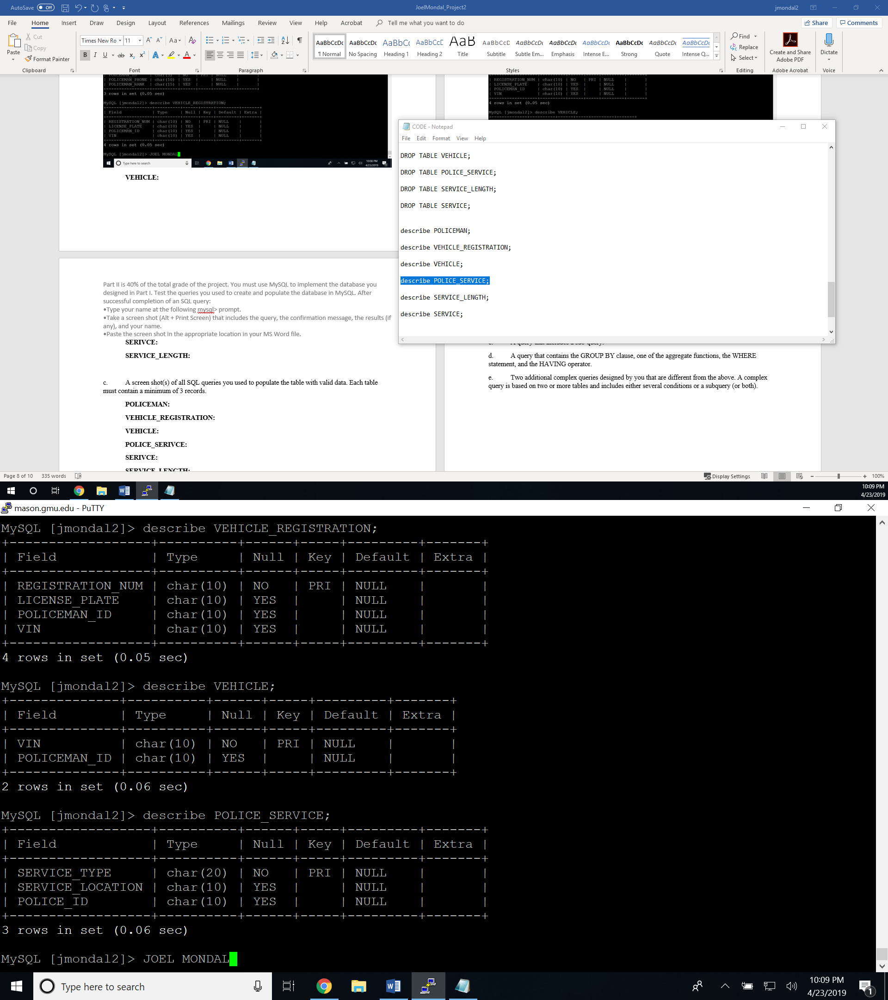 AutoSave Off JoelMondal_Project2 jmondal2
File Home Insert Draw Design Layout References Mailings Review View Help Acrobat Tell me what you want to do Share Comments
Paste Cut Copy Format Painter
Times New Ro 11
AaBbCcDc AaBbCcDc AaBbCc AaBbCcC AaB AaBbCcD AaBbCcDt AaBbCcDt AaBbCcDt AaBbCcDc AaBbCcDt AaBbCcDt
¶ Normal No Spacing Heading 1 Heading 2 Title Subtitle Subtle Em... Emphasis Intense E... Strong Quote Intense Q...
Find Replace Select
Create and Share Adobe PDF
Dictate
Clipboard Font Paragraph Styles Editing Adobe Acrobat Voice
| POLICEMAN_PHONE | char(10) | YES | | NULL | |
| POLICEMAN_RANK | char(15) | YES | | NULL | |
3 rows in set (0.05 sec)
MySQL [jmondal2]> describe VEHICLE_REGISTRATION;
| Field | Type | Null | Key | Default | Extra |
| REGISTRATION_NUM | char(10) | NO | PRI | NULL | |
| LICENSE_PLATE | char(10) | YES | | NULL | |
| POLICEMAN_ID | char(10) | YES | | NULL | |
| VIN | char(10) | YES | | NULL | |
4 rows in set (0.05 sec)
MySQL [jmondal2]> JOEL MONDAL
Type here to search 10:08 PM
4/23/2019
VEHICLE:
Part II is 40% of the total grade of the project. You must use MySQL to implement the database you
designed in Part I. Test the queries you used to create and populate the database in MySQL. After
successful completion of an SQL query:
•Type your name at the following mysql> prompt.
•Take a screen shot (Alt + Print Screen) that includes the query, the confirmation message, the results (if
any), and your name.
•Paste the screen shot in the appropriate location in your MS Word file.
SERIVCE:
SERVICE_LENGTH:
c. A screen shot(s) of all SQL queries you used to populate the table with valid data. Each table
must contain a minimum of 3 records.
POLICEMAN:
VEHICLE_REGISTRATION:
VEHICLE:
POLICE_SERIVCE:
SERIVCE:
SERVICE_LENGTH:
| REGISTRATION_NUM | char(10) | NO | PRI | NULL | |
| LICENSE_PLATE | char(10) | YES | | NULL | |
| POLICEMAN_ID | char(10) | YES | | NULL | |
| VIN | char(10) | YES | | NULL | |
4 rows in set (0.05 sec)
MySQL [jmondal2]> describe VEHICLE;
CODE - Notepad
File Edit Format View Help
DROP TABLE VEHICLE;
DROP TABLE POLICE_SERVICE;
DROP TABLE SERVICE_LENGTH;
DROP TABLE SERVICE;
describe POLICEMAN;
describe VEHICLE_REGISTRATION;
describe VEHICLE;
describe POLICE_SERVICE;
describe SERVICE_LENGTH;
describe SERVICE;
d. A query that contains the GROUP BY clause, one of the aggregate functions, the WHERE
statement, and the HAVING operator.
e. Two additional complex queries designed by you that are different from the above. A complex
query is based on two or more tables and includes either several conditions or a subquery (or both).
Page 8 of 10 335 words Display Settings 100%
10:09 PM
4/23/2019
mason.gmu.edu - PuTTY
MySQL [jmondal2]> describe VEHICLE_REGISTRATION;
+------------------+----------+------+-----+---------+-------+
| Field | Type | Null | Key | Default | Extra |
+------------------+----------+------+-----+---------+-------+
| REGISTRATION_NUM | char(10) | NO | PRI | NULL | |
| LICENSE_PLATE | char(10) | YES | | NULL | |
| POLICEMAN_ID | char(10) | YES | | NULL | |
| VIN | char(10) | YES | | NULL | |
+------------------+----------+------+-----+---------+-------+
4 rows in set (0.05 sec)
MySQL [jmondal2]> describe VEHICLE;
+--------------+----------+------+-----+---------+-------+
| Field | Type | Null | Key | Default | Extra |
+--------------+----------+------+-----+---------+-------+
| VIN | char(10) | NO | PRI | NULL | |
| POLICEMAN_ID | char(10) | YES | | NULL | |
+--------------+----------+------+-----+---------+-------+
2 rows in set (0.06 sec)
MySQL [jmondal2]> describe POLICE_SERVICE;
+------------------+----------+------+-----+---------+-------+
| Field | Type | Null | Key | Default | Extra |
+------------------+----------+------+-----+---------+-------+
| SERVICE_TYPE | char(20) | NO | PRI | NULL | |
| SERVICE_LOCATION | char(10) | YES | | NULL | |
| POLICE_ID | char(10) | YES | | NULL | |
+------------------+----------+------+-----+---------+-------+
3 rows in set (0.06 sec)
MySQL [jmondal2]> JOEL MONDAL
Type here to search 10:09 PM
4/23/2019 1